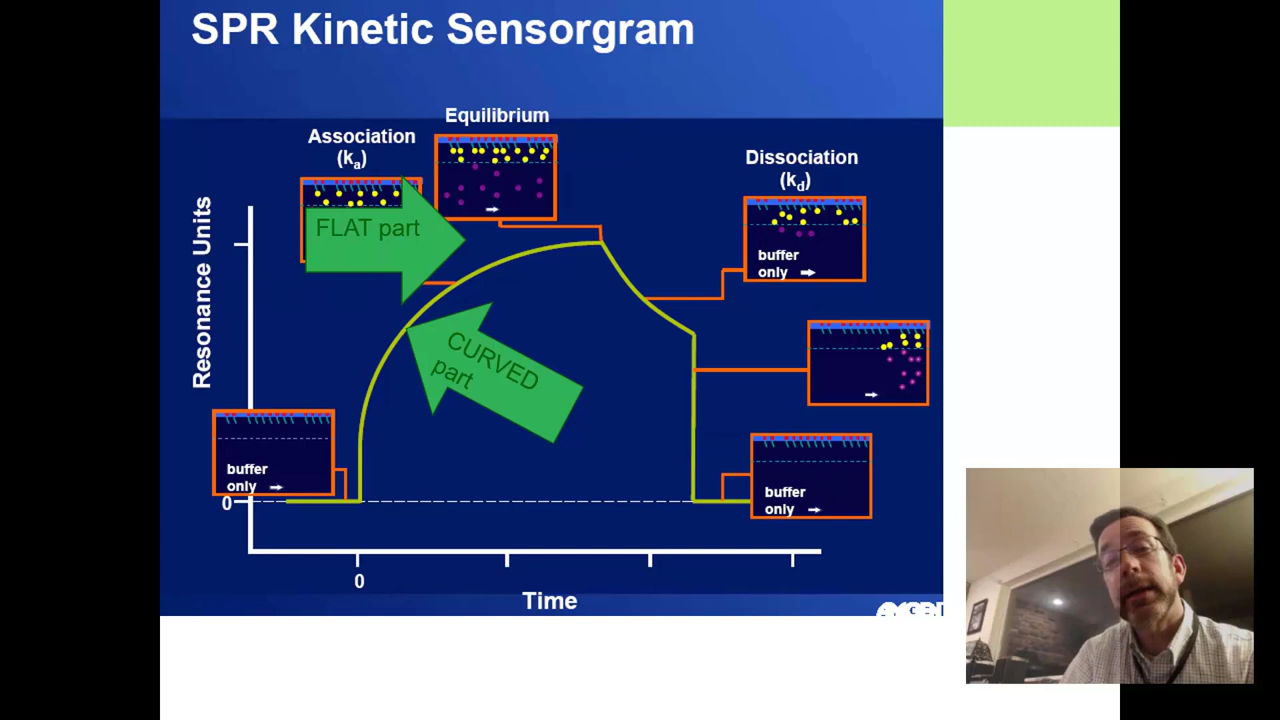 SPR Kinetic Sensorgram
Equilibrium
Association
(ka)
Dissociation
(kd)
FLAT part
CURVED
part
Resonance Units
buffer
only
buffer
only
buffer
only
0
0
Time